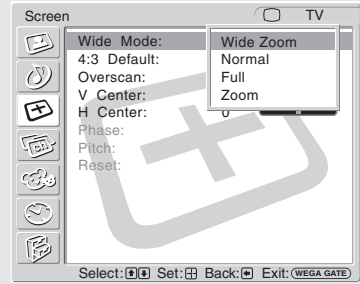 Screen TV
Wide Mode: Wide Zoom
4:3 Default: Normal
Overscan: Full
V Center: Zoom
H Center: 0
Phase:
Pitch:
Reset:
Select: Set: Back: Exit: WEGA GATE